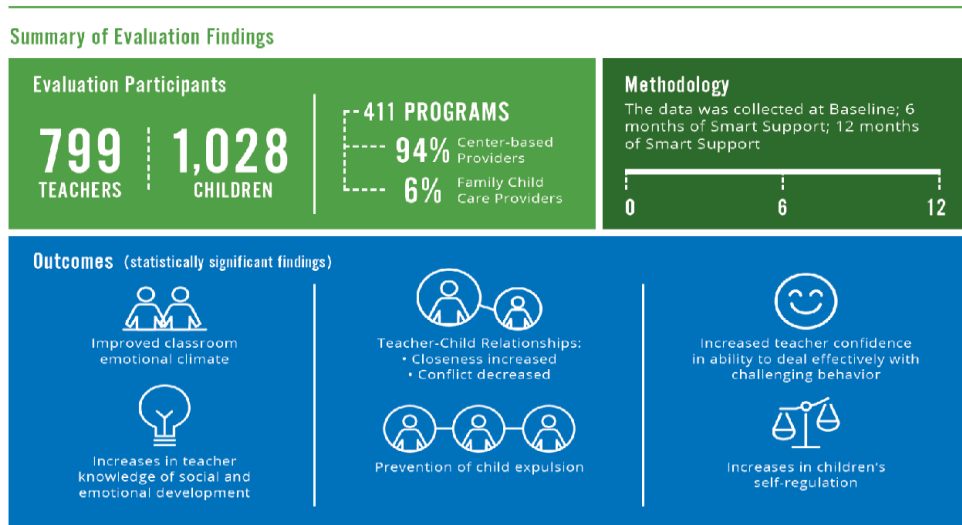 Summary of Evaluation Findings
Evaluation Participants
799
TEACHERS
1,028
CHILDREN
411 PROGRAMS
94% Center-based
Providers
6% Family Child
Care Providers
Methodology
The data was collected at Baseline; 6
months of Smart Support; 12 months
of Smart Support
0 6 12
Outcomes (statistically significant findings)
Improved classroom
emotional climate
Increases in teacher
knowledge of social and
emotional development
Teacher-Child Relationships:
• Closeness increased
• Conflict decreased
Prevention of child expulsion
Increased teacher confidence
in ability to deal effectively with
challenging behavior
Increases in children's
self-regulation